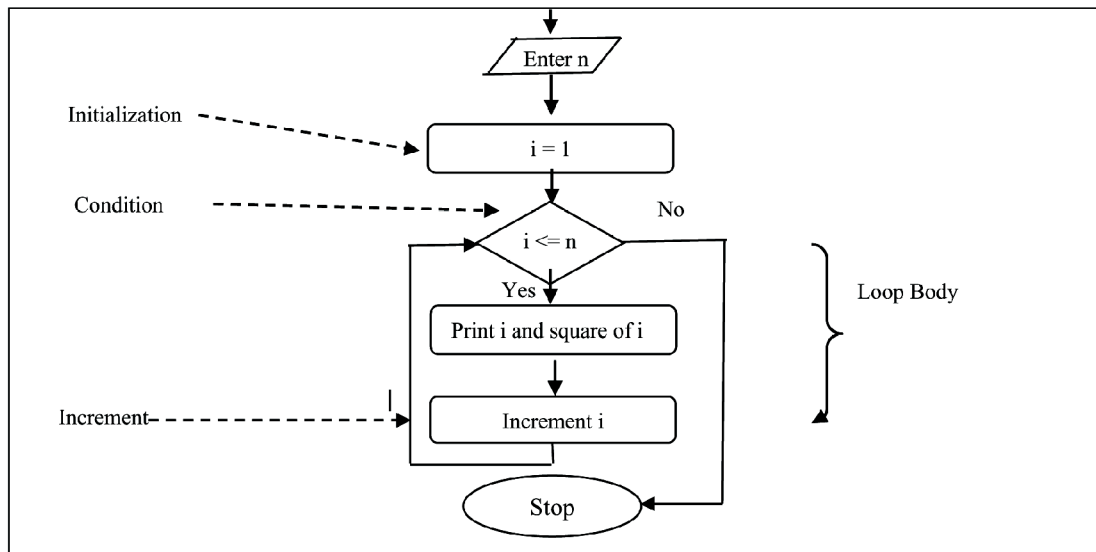 Enter n
Initialization
i = 1
Condition
No
i <= n
Yes
Loop Body
Print i and square of i
Increment
Increment i
Stop